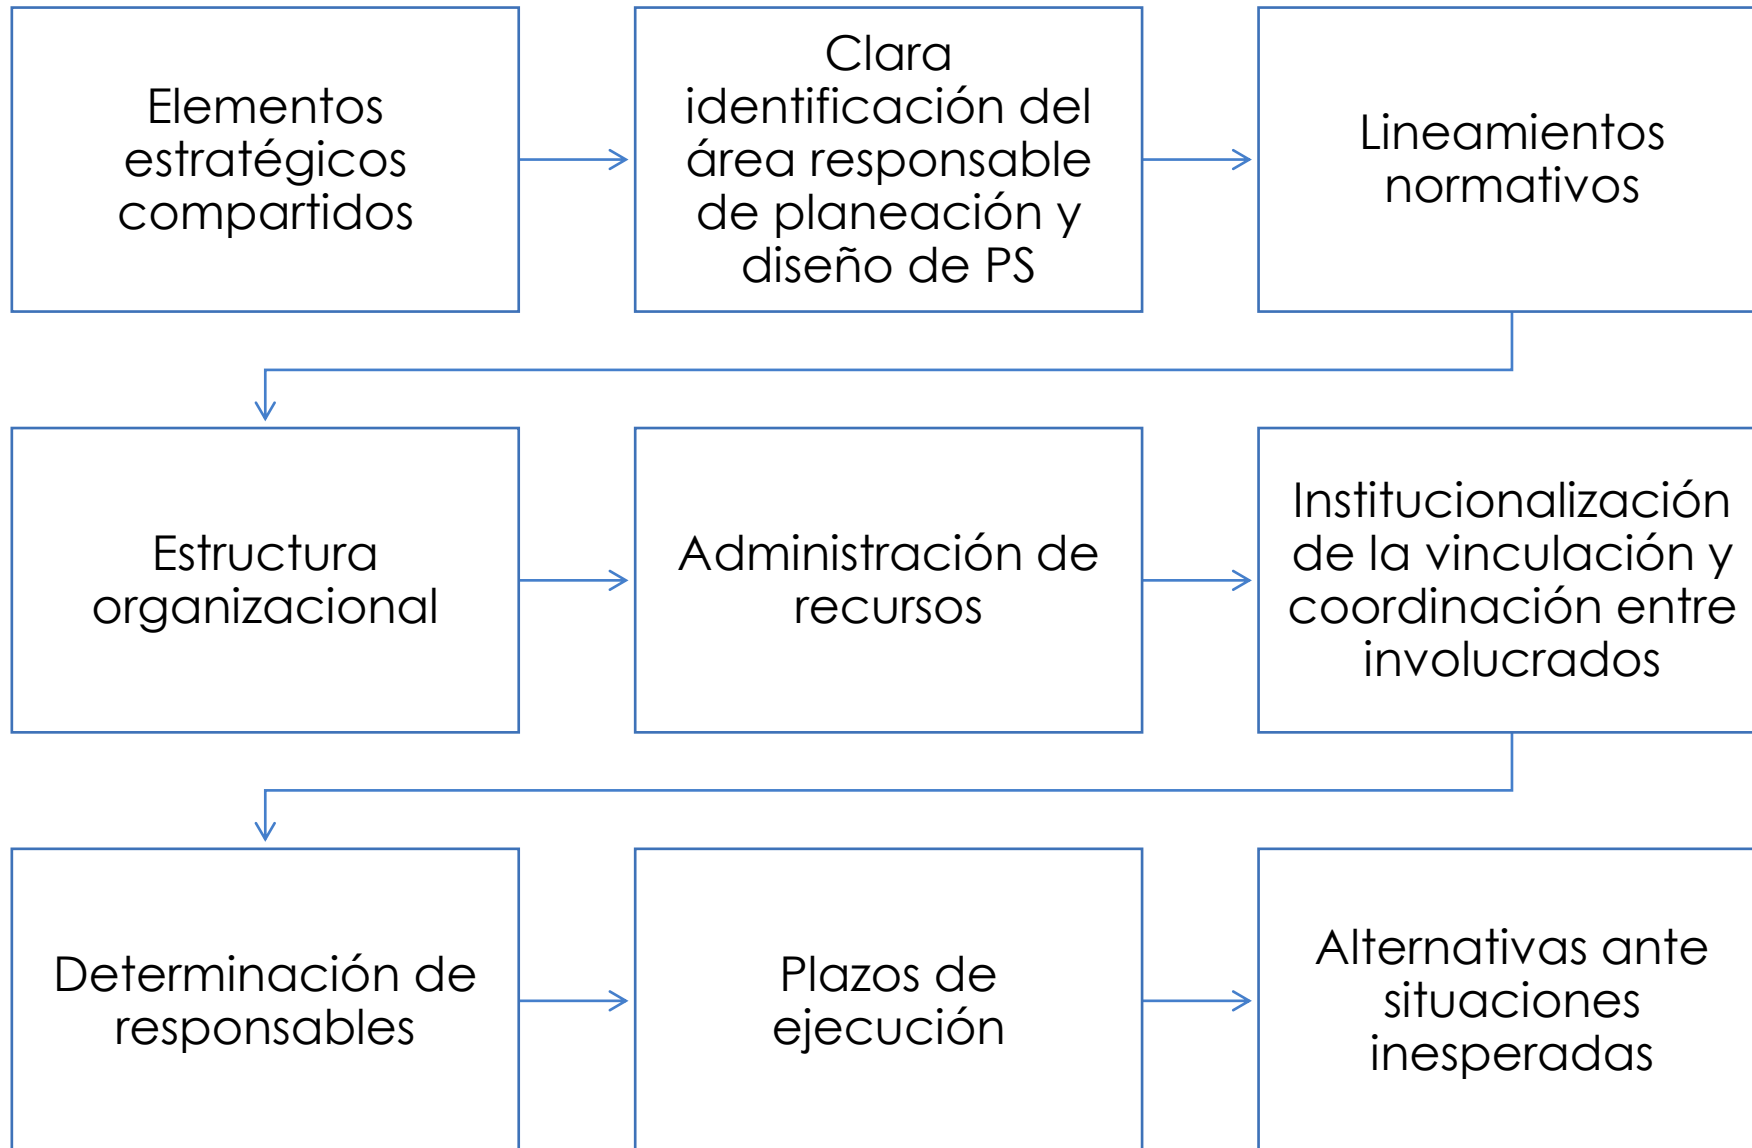 Elementos
estratégicos
compartidos
Clara
identificación del
área responsable
de planeación y
diseño de PS
Lineamientos
normativos
Estructura
organizacional
Administración de
recursos
Institucionalización
de la vinculación y
coordinación entre
involucrados
Determinación de
responsables
Plazos de
ejecución
Alternativas ante
situaciones
inesperadas